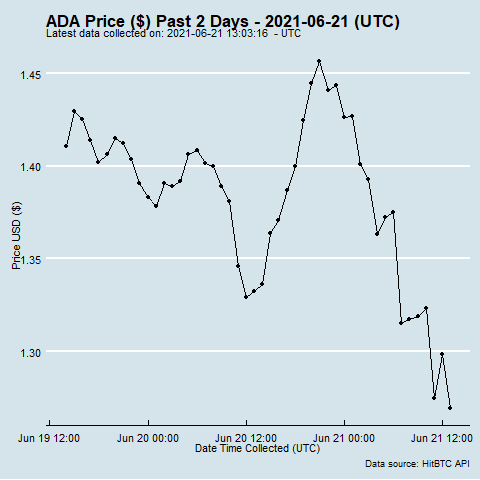 ADA Price ($) Past 2 Days - 2021-06-21 (UTC)
Latest data collected on: 2021-06-21 13:03:16 - UTC
1.45
1.40
1.35
1.30
Price USD ($)
Jun 19 12:00 Jun 20 00:00 Jun 20 12:00 Jun 21 00:00 Jun 21 12:00
Date Time Collected (UTC)
Data source: HitBTC API